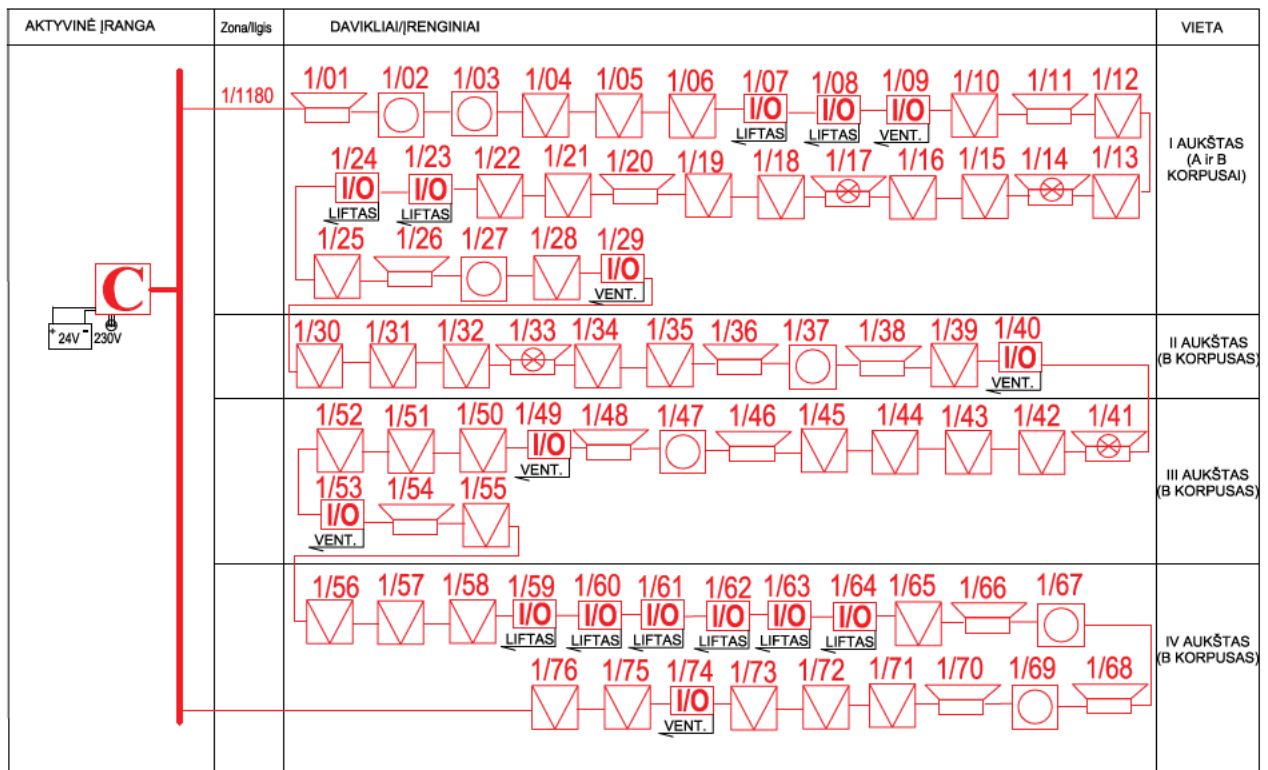 AKTYVINĖ ĮRANGA Zona/Ilgis DAVIKLIAI/ĮRENGINIAI VIETA
1/1180
1/01 1/02 1/03 1/04 1/05 1/06 1/07 1/08 1/09 1/10 1/11 1/12
I/O I/O I/O
LIFTAS LIFTAS VENT.
I AUKŠTAS
(A ir B
KORPUSAI)
1/24 1/23 1/22 1/21 1/20 1/19 1/18 1/17 1/16 1/15 1/14 1/13
I/O I/O
LIFTAS LIFTAS
1/25 1/26 1/27 1/28 1/29
I/O
VENT.
C
+ -
24V 230V
1/30 1/31 1/32 1/33 1/34 1/35 1/36 1/37 1/38 1/39 1/40
I/O
VENT.
II AUKŠTAS
(B KORPUSAS)
1/52 1/51 1/50 1/49 1/48 1/47 1/46 1/45 1/44 1/43 1/42 1/41
I/O
VENT.
1/53 1/54 1/55
I/O
VENT.
III AUKŠTAS
(B KORPUSAS)
1/56 1/57 1/58 1/59 1/60 1/61 1/62 1/63 1/64 1/65 1/66 1/67
I/O I/O I/O I/O I/O I/O
LIFTAS LIFTAS LIFTAS LIFTAS LIFTAS LIFTAS
IV AUKŠTAS
(B KORPUSAS)
1/76 1/75 1/74 1/73 1/72 1/71 1/70 1/69 1/68
I/O
VENT.